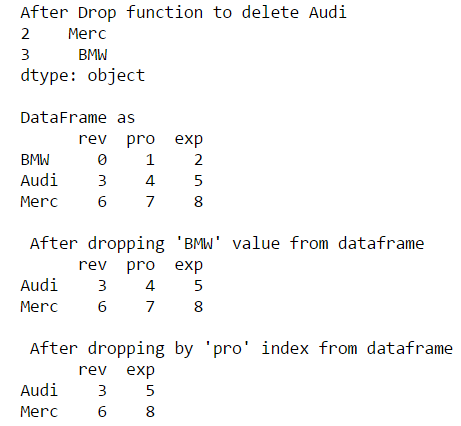 After Drop function to delete Audi
2    Merc
3     BMW
dtype: object

DataFrame as
      rev  pro  exp
BMW     0    1    2
Audi    3    4    5
Merc    6    7    8

 After dropping 'BMW' value from dataframe
      rev  pro  exp
Audi    3    4    5
Merc    6    7    8

 After dropping by 'pro' index from dataframe
      rev  exp
Audi    3    5
Merc    6    8